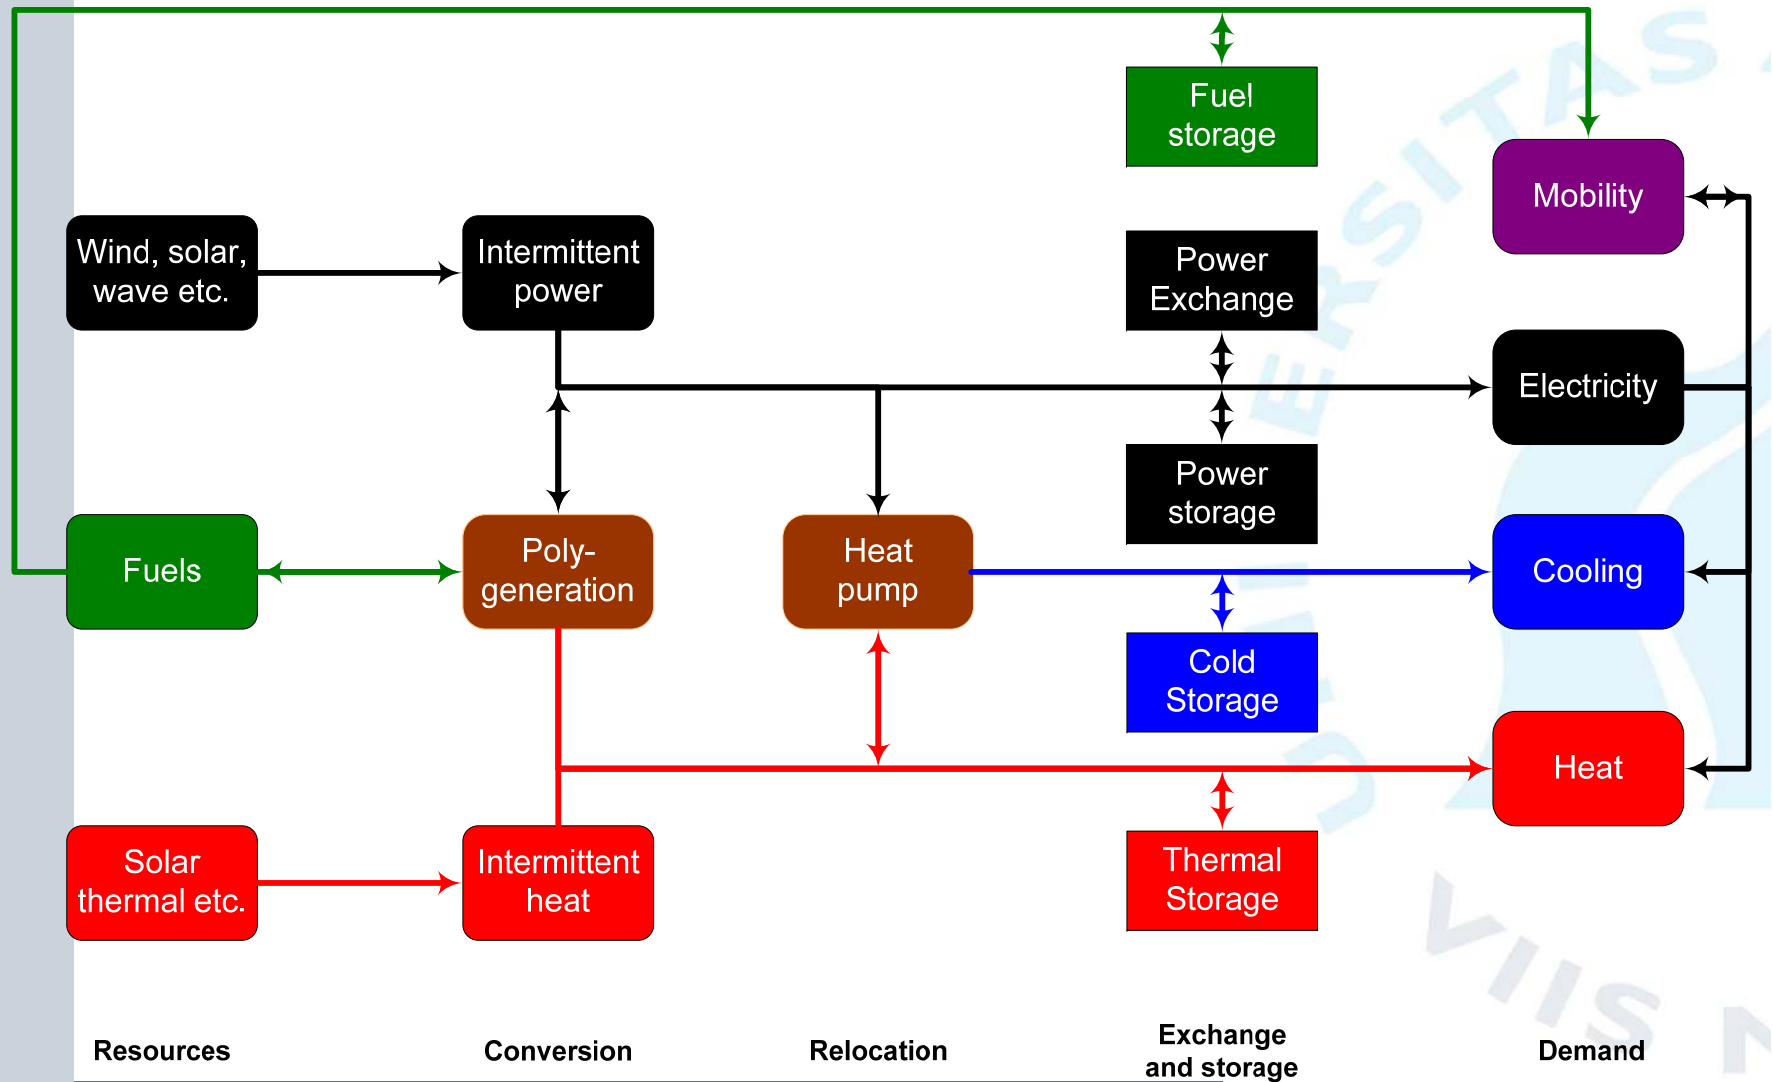 Fuel
storage
Mobility
Wind, solar,
wave etc.
Intermittent
power
Power
Exchange
Electricity
Power
storage
Fuels
Poly-
generation
Heat
pump
Cooling
Cold
Storage
Heat
Solar
thermal etc.
Intermittent
heat
Thermal
Storage
Resources
Conversion
Relocation
Exchange
and storage
Demand
VIIS N